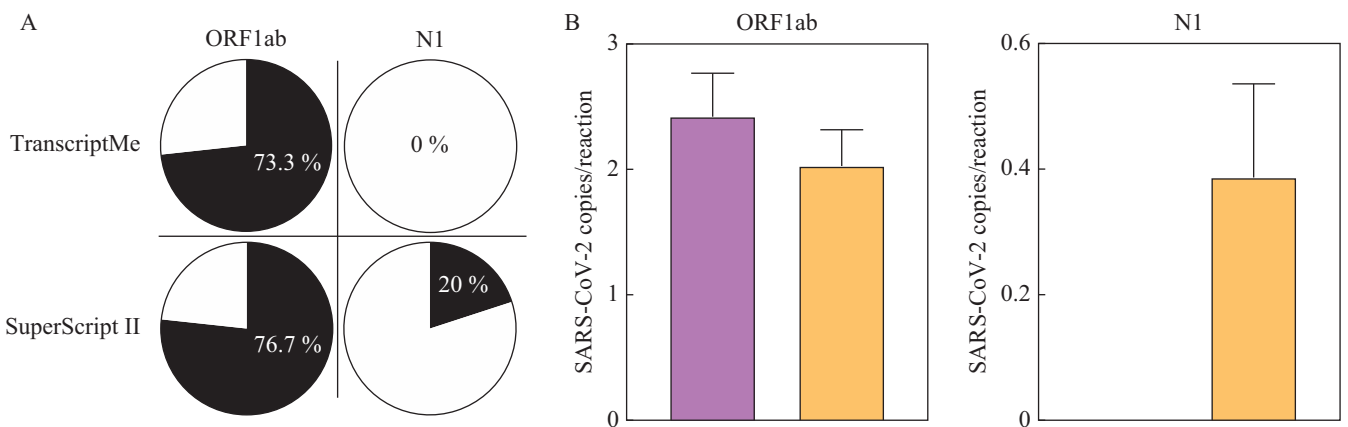 A
ORF1ab
N1
TranscriptMe
73.3 %
0 %
SuperScript II
76.7 %
20 %
B
ORF1ab
SARS-CoV-2 copies/reaction
3
2
1
0
N1
SARS-CoV-2 copies/reaction
0.6
0.4
0.2
0